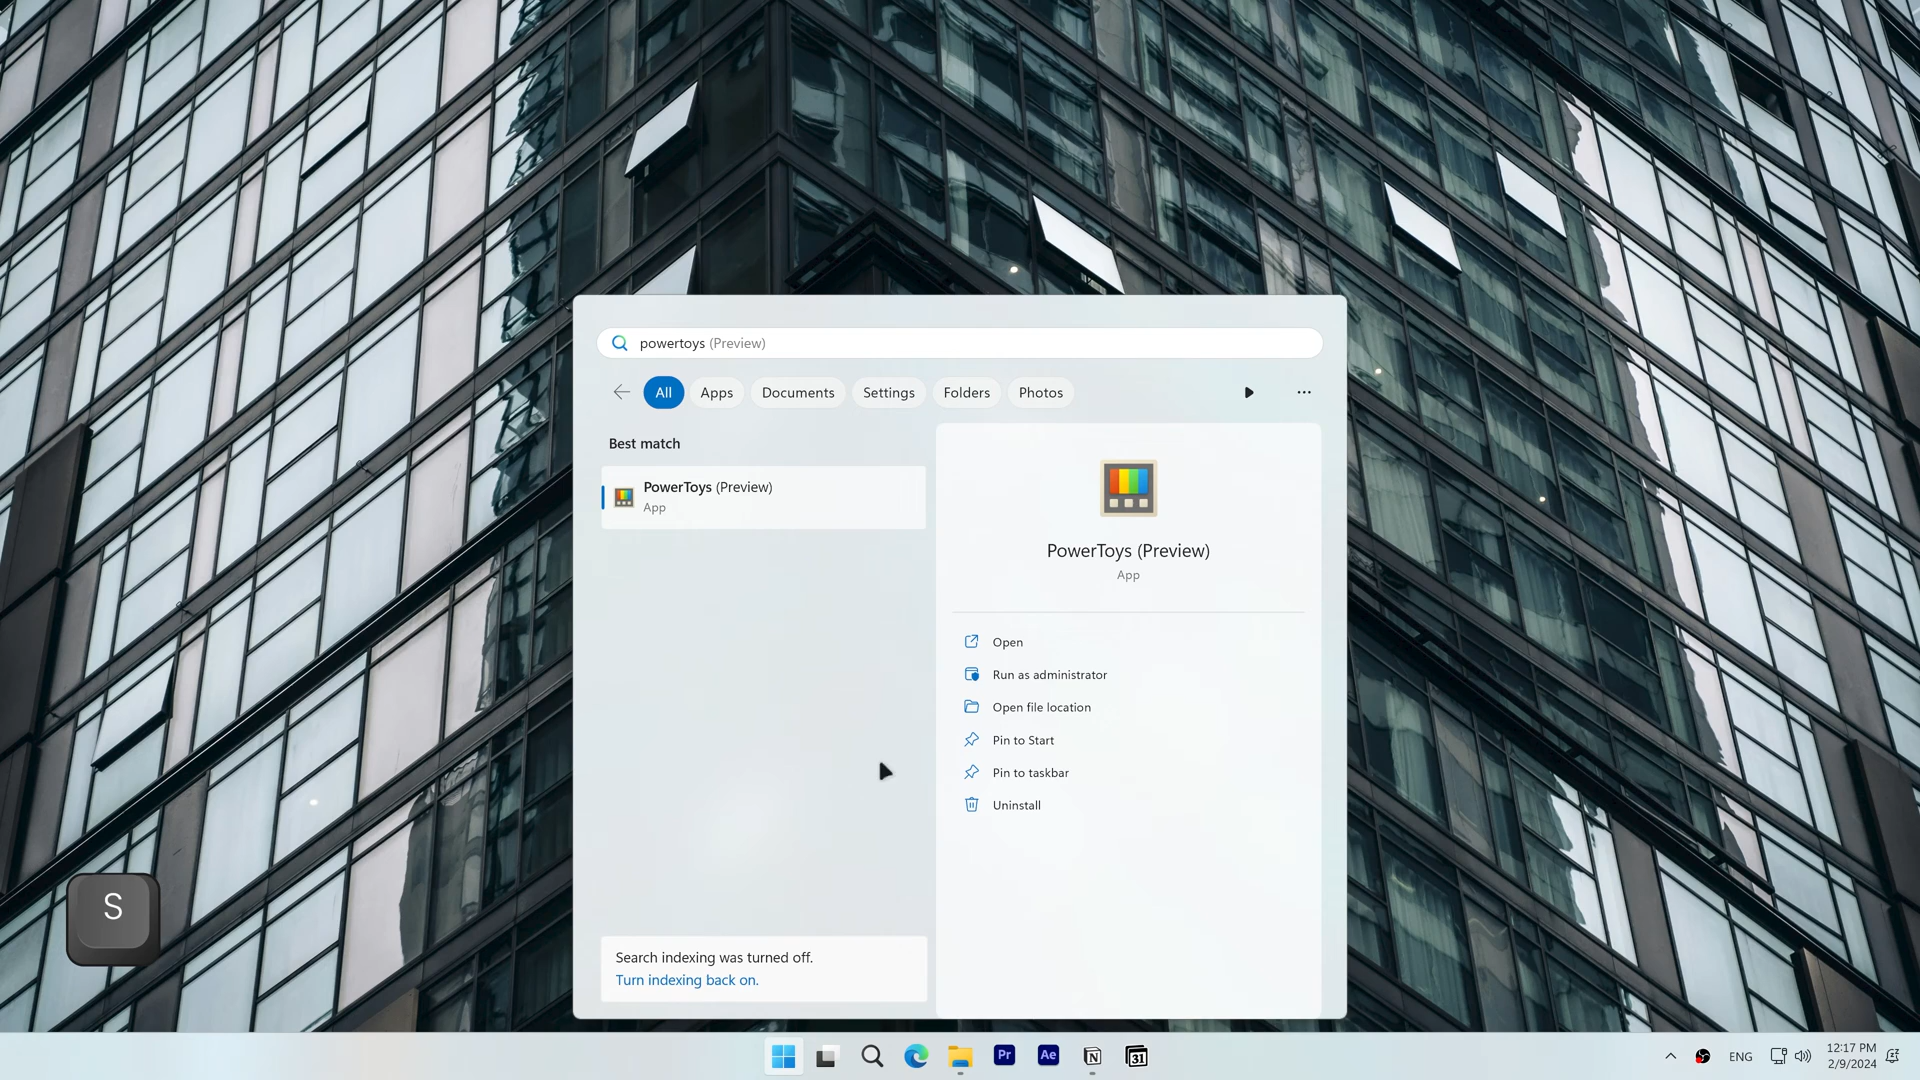 powertoys (Preview)
All
Apps
Documents
Settings
Folders
Photos
Best match
PowerToys (Preview)
App
PowerToys (Preview)
App
Open
Run as administrator
Open file location
Pin to Start
Pin to taskbar
Uninstall
Search indexing was turned off.
Turn indexing back on.
S
Pr
Ae
N
31
ENG
12:17 PM
2/9/2024